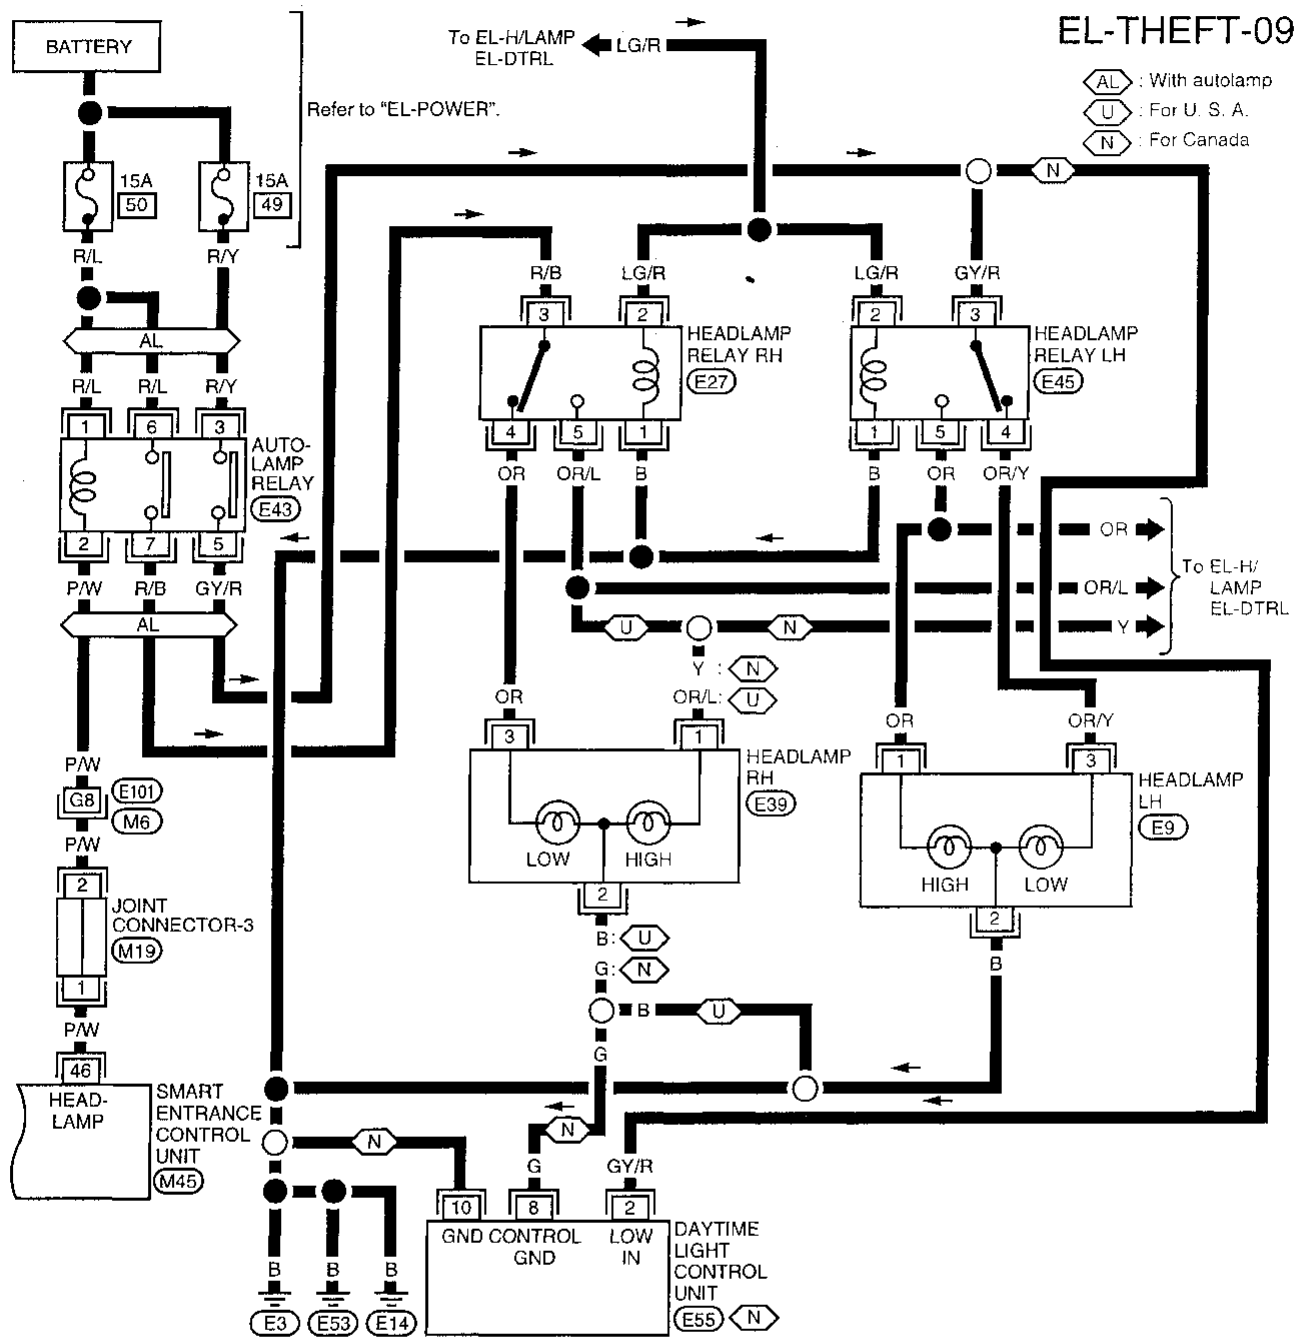 EL-THEFT-09
To EL-H/LAMP
EL-DTRL
LG/R
AL : With autolamp
U : For U. S. A.
N : For Canada
BATTERY
Refer to "EL-POWER".
15A
50
15A
49
R/L
R/Y
N
R/B
LG/R
LG/R
GY/R
AL
3
2
2
3
HEADLAMP
RELAY RH
E27
HEADLAMP
RELAY LH
E45
R/L
R/L
R/Y
1
6
3
4
5
1
1
5
4
AUTO-
LAMP
RELAY
E43
OR
OR/L
B
B
OR
OR/Y
2
7
5
P/W
R/B
GY/R
OR
OR/L
Y
To EL-H/
LAMP
EL-DTRL
AL
U
N
Y : N
OR/L: U
OR
OR
OR/Y
3
1
HEADLAMP
RH
E39
1
3
HEADLAMP
LH
E9
P/W
G8
E101
M6
P/W
LOW
HIGH
HIGH
LOW
2
2
2
JOINT
CONNECTOR-3
M19
1
B: U
G: N
B
B
U
G
P/W
46
HEAD-
LAMP
SMART
ENTRANCE
CONTROL
UNIT
M45
N
N
G
GY/R
10
8
2
GND
CONTROL
GND
LOW
IN
DAYTIME
LIGHT
CONTROL
UNIT
E55 N
B
B
B
E3
E53
E14